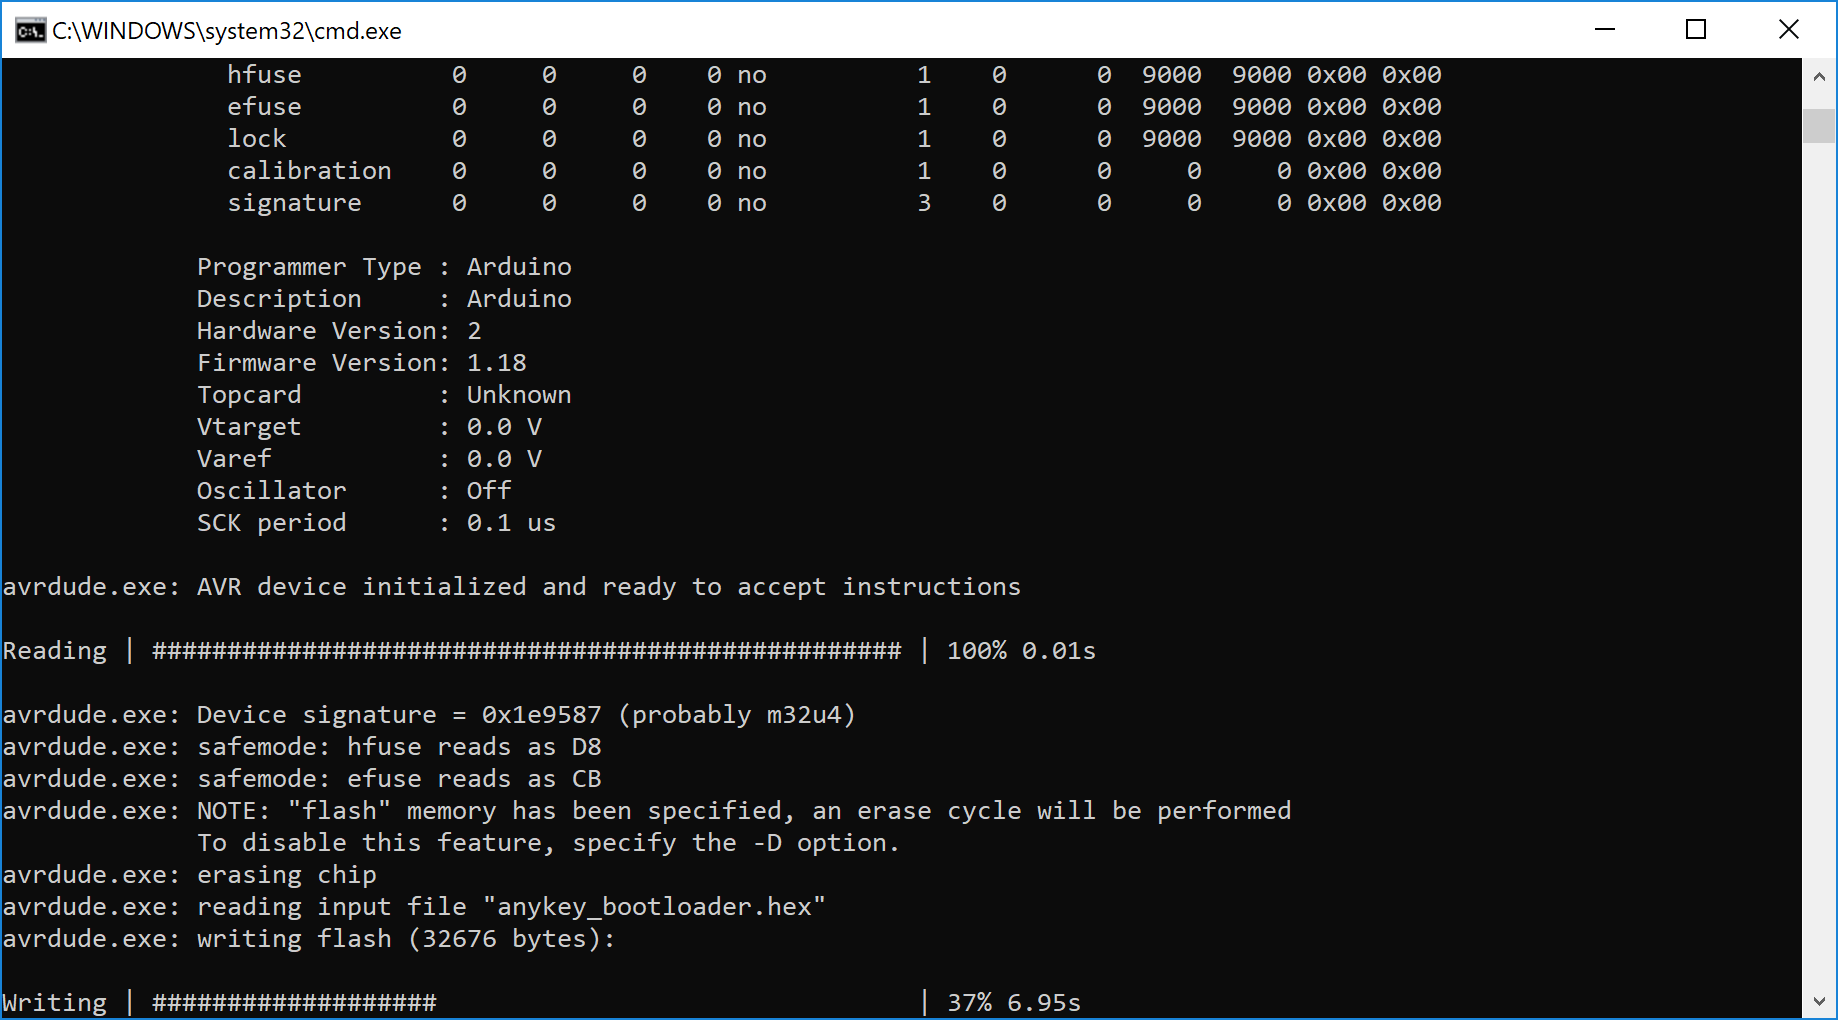 C:\WINDOWS\system32\cmd.exe
hfuse          0     0     0    0 no          1    0      0  9000  9000 0x00 0x00
efuse          0     0     0    0 no          1    0      0  9000  9000 0x00 0x00
lock           0     0     0    0 no          1    0      0  9000  9000 0x00 0x00
calibration    0     0     0    0 no          1    0      0     0     0 0x00 0x00
signature      0     0     0    0 no          3    0      0     0     0 0x00 0x00
Programmer Type : Arduino
Description     : Arduino
Hardware Version: 2
Firmware Version: 1.18
Topcard         : Unknown
Vtarget         : 0.0 V
Varef           : 0.0 V
Oscillator      : Off
SCK period      : 0.1 us
avrdude.exe: AVR device initialized and ready to accept instructions
Reading | ################################################## | 100% 0.01s
avrdude.exe: Device signature = 0x1e9587 (probably m32u4)
avrdude.exe: safemode: hfuse reads as D8
avrdude.exe: safemode: efuse reads as CB
avrdude.exe: NOTE: "flash" memory has been specified, an erase cycle will be performed
To disable this feature, specify the -D option.
avrdude.exe: erasing chip
avrdude.exe: reading input file "anykey_bootloader.hex"
avrdude.exe: writing flash (32676 bytes):
Writing | ###################                                | 37% 6.95s